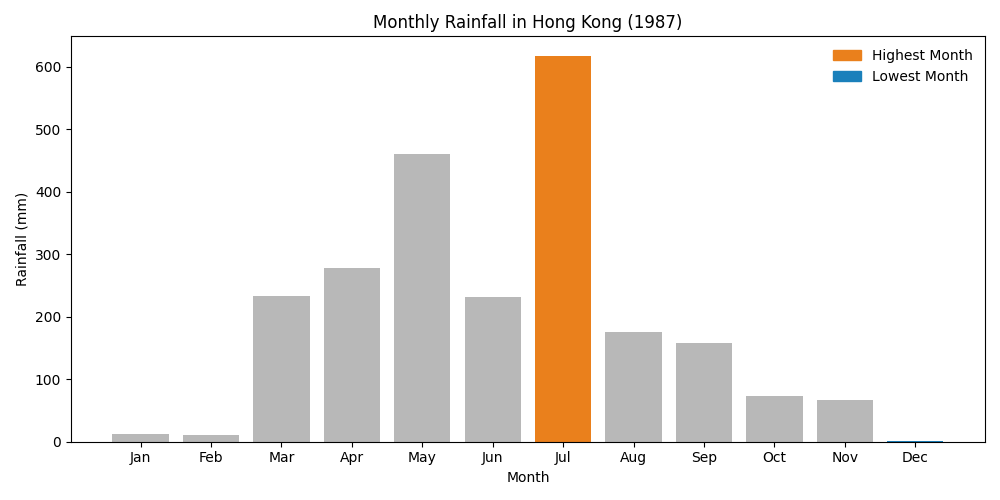 Monthly Rainfall in Hong Kong (1987)
Highest Month
Lowest Month
Rainfall (mm)
600
500
400
300
200
100
0
Jan Feb Mar Apr May Jun Jul Aug Sep Oct Nov Dec
Month